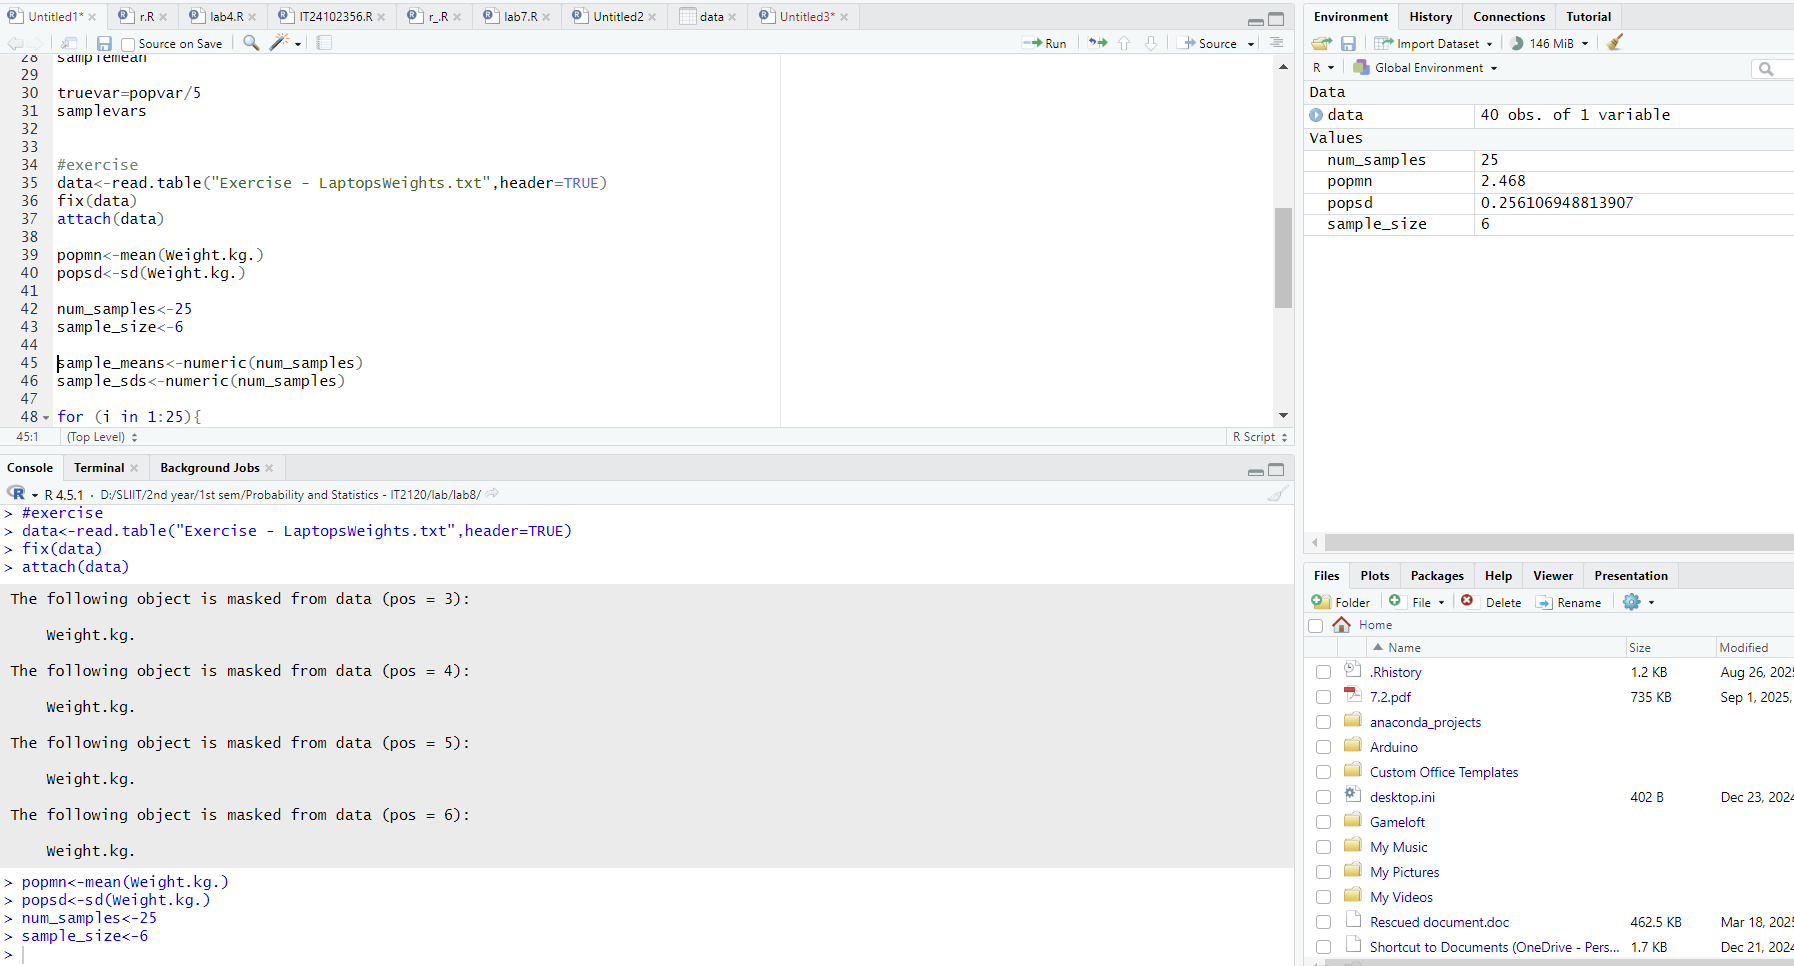 Untitled1* r.R lab4.R IT24102356.R r_.R lab7.R Untitled2 data Untitled3*
Source on Save Run Source
28 samplemean
29
30 truevar=popvar/5
31 samplevars
32
33
34 #exercise
35 data<-read.table("Exercise - LaptopsWeights.txt",header=TRUE)
36 fix(data)
37 attach(data)
38
39 popmn<-mean(Weight.kg.)
40 popsd<-sd(Weight.kg.)
41
42 num_samples<-25
43 sample_size<-6
44
45 sample_means<-numeric(num_samples)
46 sample_sds<-numeric(num_samples)
47
48 for (i in 1:25){
45:1 (Top Level) R Script
Console Terminal Background Jobs
R 4.5.1 · D:/SLIIT/2nd year/1st sem/Probability and Statistics - IT2120/lab/lab8/
> #exercise
> data<-read.table("Exercise - LaptopsWeights.txt",header=TRUE)
> fix(data)
> attach(data)
The following object is masked from data (pos = 3):
Weight.kg.
The following object is masked from data (pos = 4):
Weight.kg.
The following object is masked from data (pos = 5):
Weight.kg.
The following object is masked from data (pos = 6):
Weight.kg.
> popmn<-mean(Weight.kg.)
> popsd<-sd(Weight.kg.)
> num_samples<-25
> sample_size<-6
>
Environment History Connections Tutorial
Import Dataset 146 MiB
R Global Environment
Data
data 40 obs. of 1 variable
Values
num_samples 25
popmn 2.468
popsd 0.256106948813907
sample_size 6
Files Plots Packages Help Viewer Presentation
Folder File Delete Rename
Home
Name Size Modified
.Rhistory 1.2 KB Aug 26, 2025
7.2.pdf 735 KB Sep 1, 2025,
anaconda_projects
Arduino
Custom Office Templates
desktop.ini 402 B Dec 23, 2024
Gameloft
My Music
My Pictures
My Videos
Rescued document.doc 462.5 KB Mar 18, 2025
Shortcut to Documents (OneDrive - Pers... 1.7 KB Dec 21, 2024